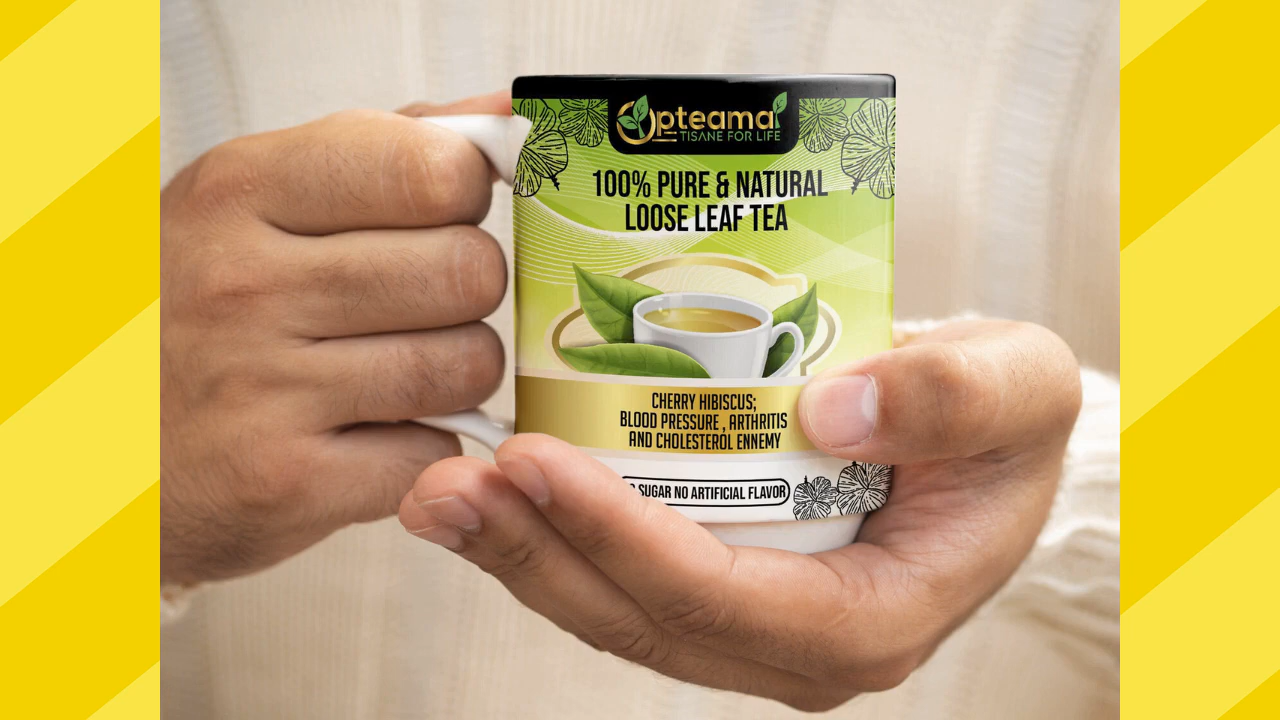 Opteama
TISANE FOR LIFE
100% PURE & NATURAL
LOOSE LEAF TEA
CHERRY HIBISCUS;
BLOOD PRESSURE , ARTHRITIS
AND CHOLESTEROL ENNEMY
SUGAR NO ARTIFICIAL FLAVOR